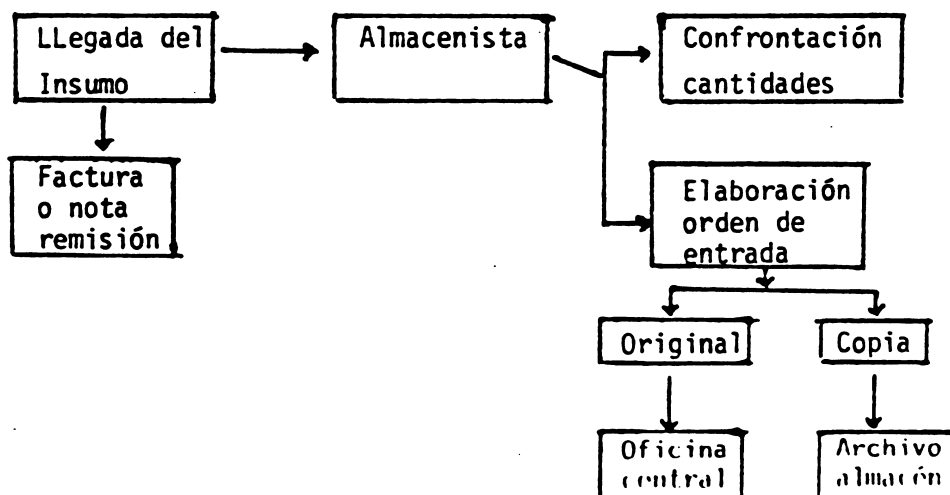 LLegada del
Insumo
Almacenista
Confrontación
cantidades
Factura
o nota
remisión
Elaboración
orden de
entrada
Original
Copia
Oficina
central
Archivo
almacén